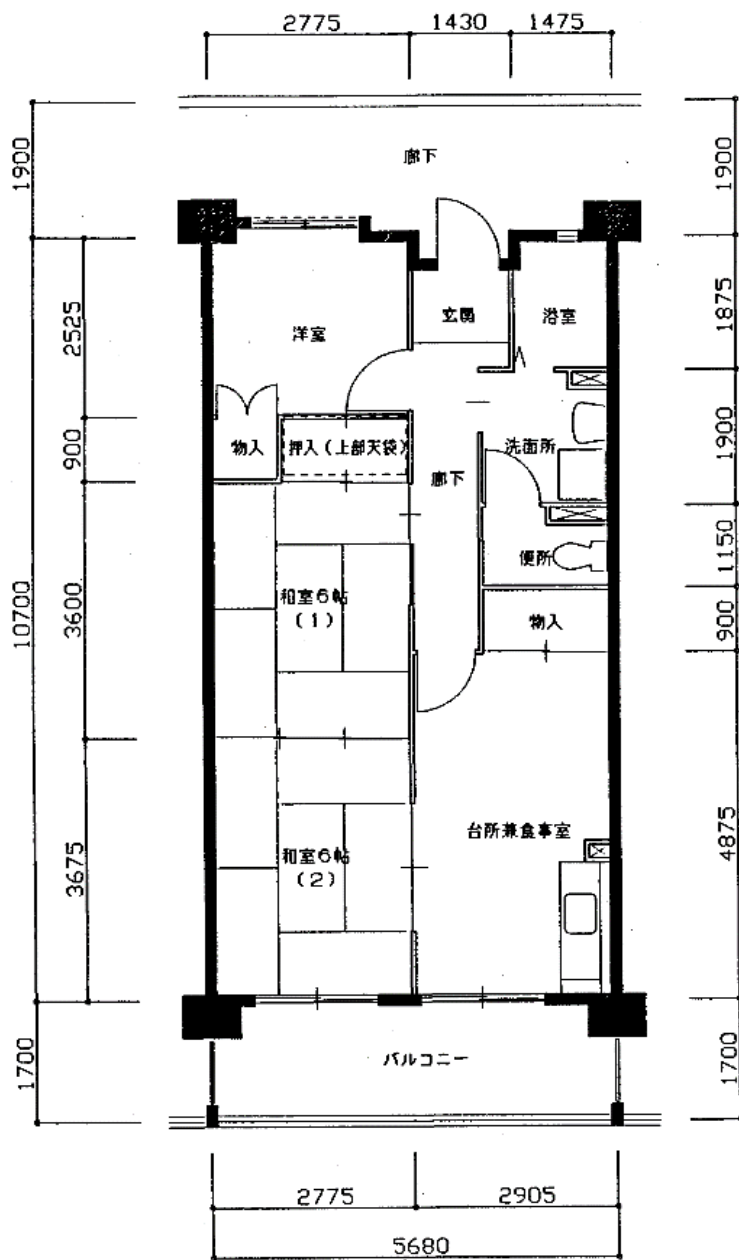 2775
1430
1475
1900
廊下
1900
2525
洋室
玄関
浴室
1875
900
物入
押入(上部天袋)
廊下
洗面所
1900
便所
1150
10700
3600
和室6帖
(1)
物入
900
3675
和室6帖
(2)
台所兼食事室
4875
1700
バルコニー
1700
2775
2905
5680